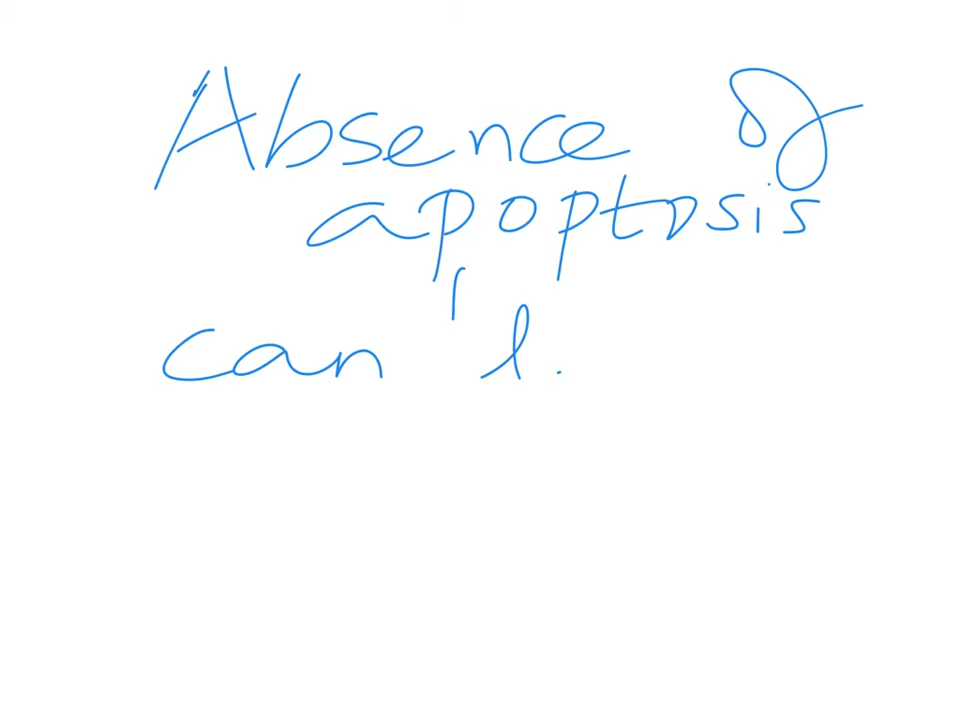 Absence of
apoptosis
can l.